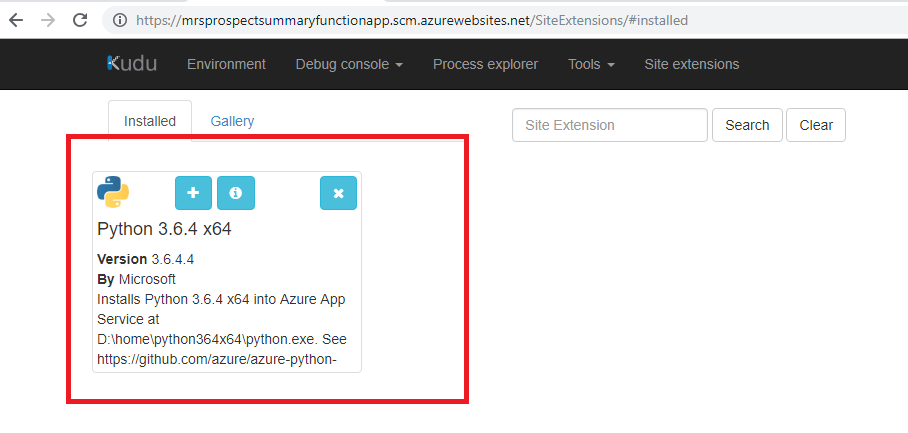 https://mrsprospectsummaryfunctionapp.scm.azurewebsites.net/SiteExtensions/#installed
Kudu Environment Debug console Process explorer Tools Site extensions
Installed Gallery Site Extension Search Clear
Python 3.6.4 x64
Version 3.6.4.4
By Microsoft
Installs Python 3.6.4 x64 into Azure App
Service at
D:\home\python364x64\python.exe. See
https://github.com/azure/azure-python-